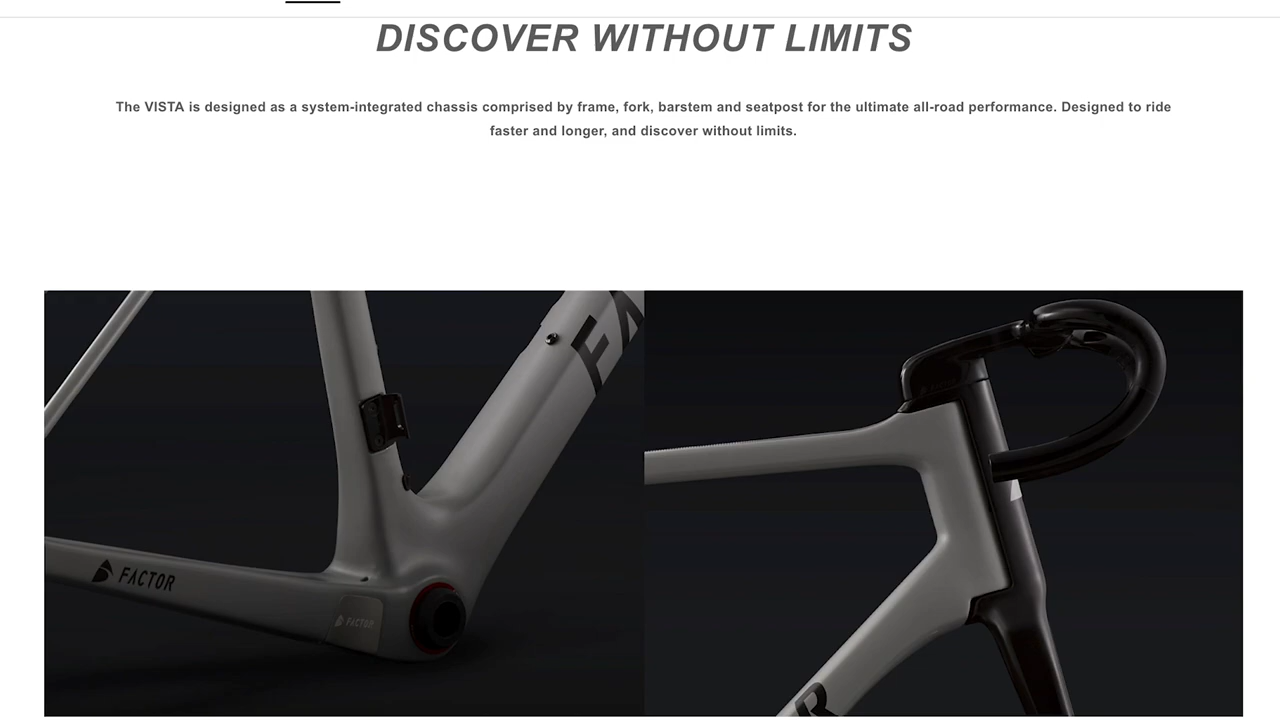 DISCOVER WITHOUT LIMITS
The VISTA is designed as a system-integrated chassis comprised by frame, fork, barstem and seatpost for the ultimate all-road performance. Designed to ride
faster and longer, and discover without limits.
FA
FACTOR
FACTOR
R